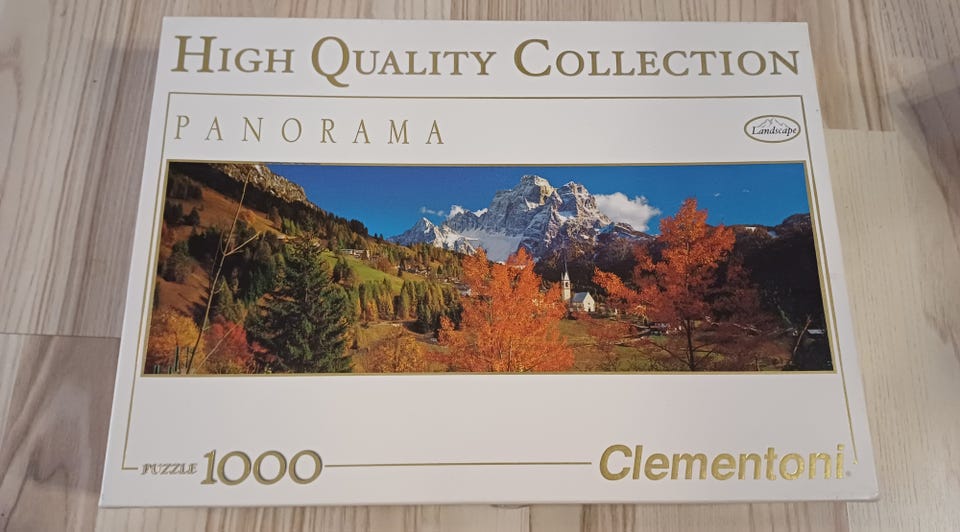 HIGH QUALITY COLLECTION
PANORAMA
Landscape
PUZZLE 1000
Clementoni®